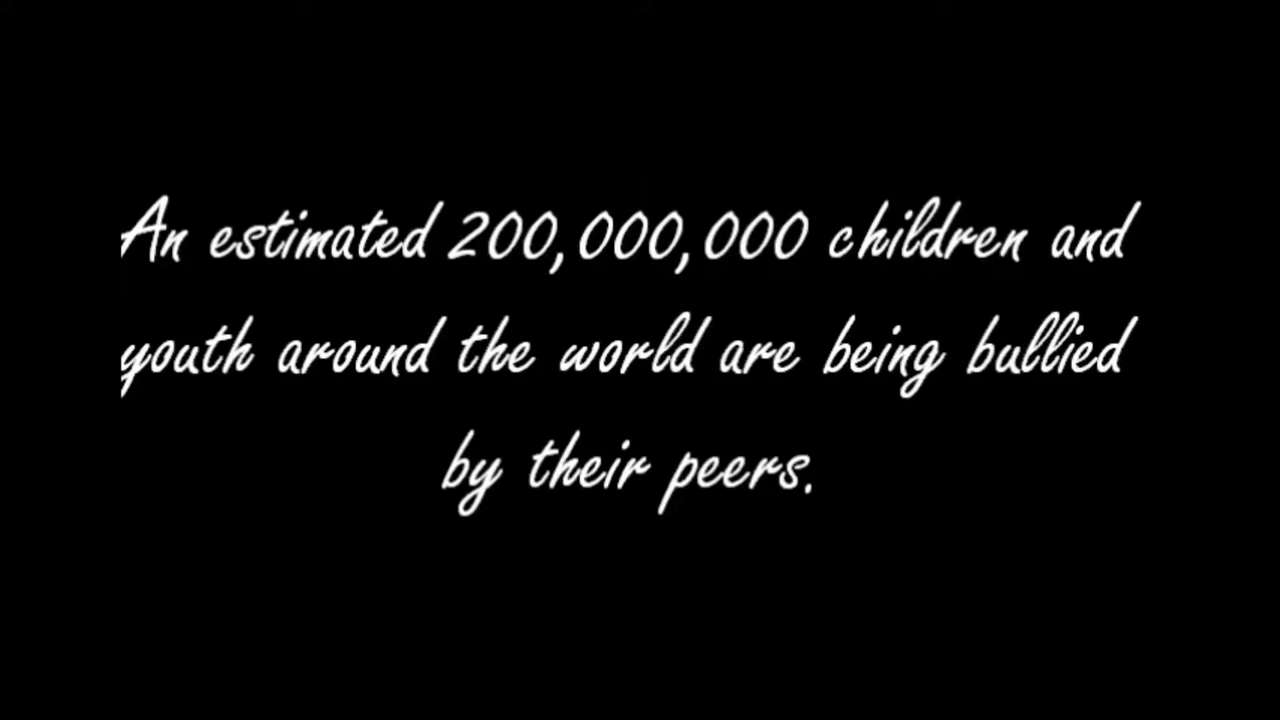 An estimated 200,000,000 children and
youth around the world are being bullied
by their peers.